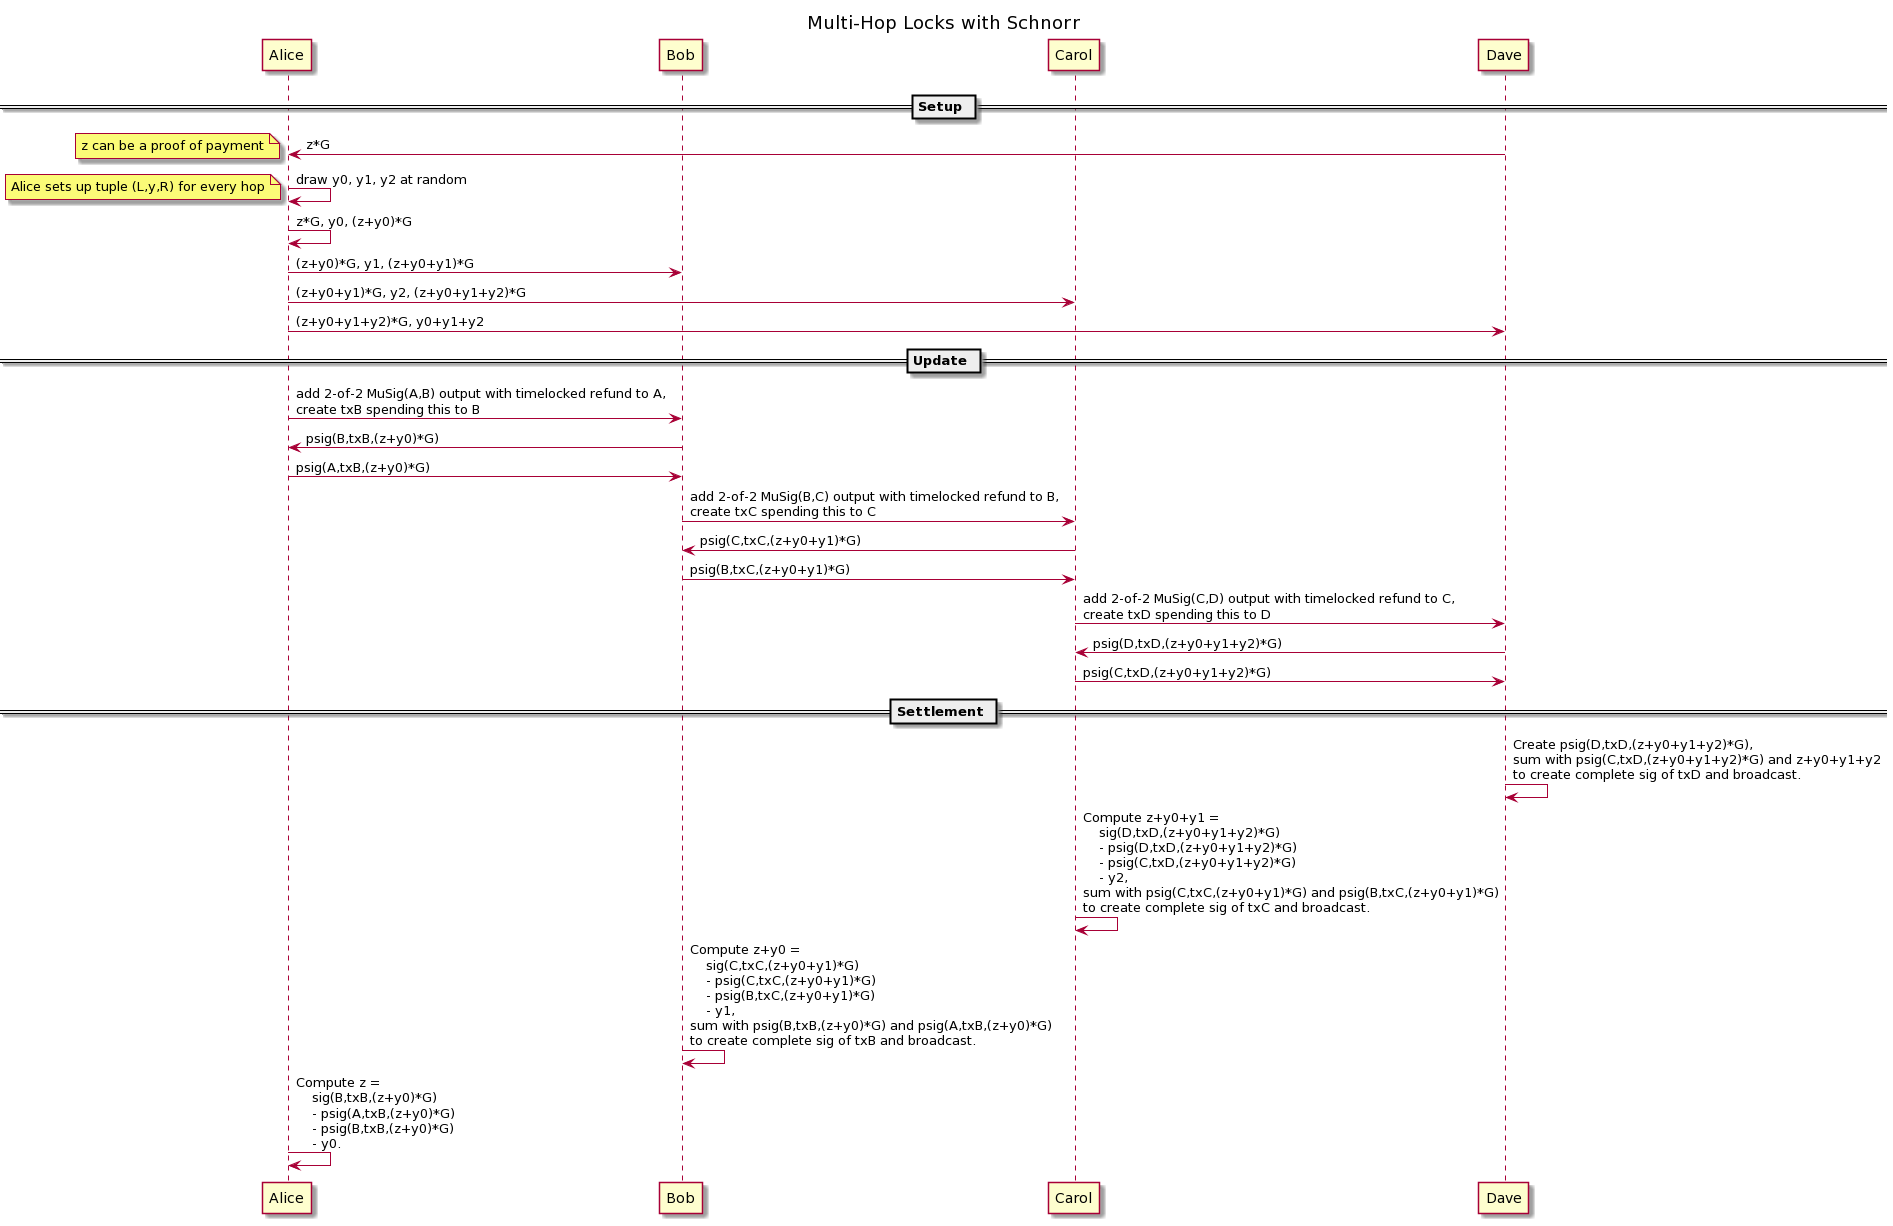 Multi-Hop Locks with Schnorr
Alice
Bob
Carol
Dave
Setup
z can be a proof of payment
z*G
Alice sets up tuple (L,y,R) for every hop
draw y0, y1, y2 at random
z*G, y0, (z+y0)*G
(z+y0)*G, y1, (z+y0+y1)*G
(z+y0+y1)*G, y2, (z+y0+y1+y2)*G
(z+y0+y1+y2)*G, y0+y1+y2
Update
add 2-of-2 MuSig(A,B) output with timelocked refund to A,
create txB spending this to B
psig(B,txB,(z+y0)*G)
psig(A,txB,(z+y0)*G)
add 2-of-2 MuSig(B,C) output with timelocked refund to B,
create txC spending this to C
psig(C,txC,(z+y0+y1)*G)
psig(B,txC,(z+y0+y1)*G)
add 2-of-2 MuSig(C,D) output with timelocked refund to C,
create txD spending this to D
psig(D,txD,(z+y0+y1+y2)*G)
psig(C,txD,(z+y0+y1+y2)*G)
Settlement
Create psig(D,txD,(z+y0+y1+y2)*G),
sum with psig(C,txD,(z+y0+y1+y2)*G) and z+y0+y1+y2
to create complete sig of txD and broadcast.
Compute z+y0+y1 =
sig(D,txD,(z+y0+y1+y2)*G)
- psig(D,txD,(z+y0+y1+y2)*G)
- psig(C,txD,(z+y0+y1+y2)*G)
- y2,
sum with psig(C,txC,(z+y0+y1)*G) and psig(B,txC,(z+y0+y1)*G)
to create complete sig of txC and broadcast.
Compute z+y0 =
sig(C,txC,(z+y0+y1)*G)
- psig(C,txC,(z+y0+y1)*G)
- psig(B,txC,(z+y0+y1)*G)
- y1,
sum with psig(B,txB,(z+y0)*G) and psig(A,txB,(z+y0)*G)
to create complete sig of txB and broadcast.
Compute z =
sig(B,txB,(z+y0)*G)
- psig(A,txB,(z+y0)*G)
- psig(B,txB,(z+y0)*G)
- y0.
Alice
Bob
Carol
Dave